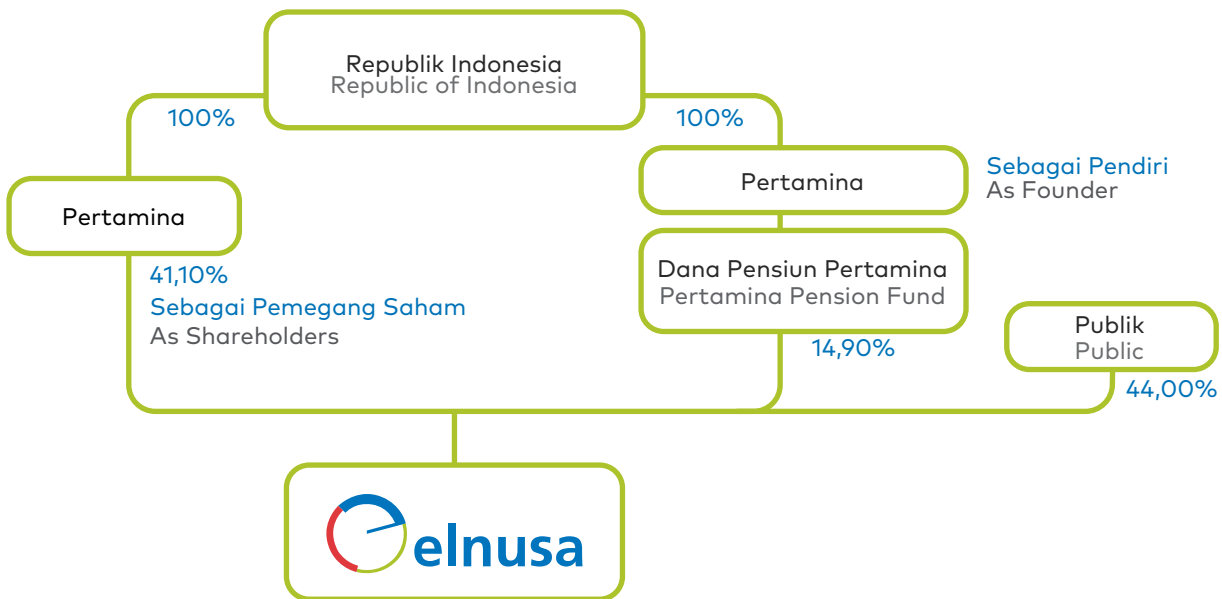 Republik Indonesia
Republic of Indonesia
100%
100%
Pertamina
Sebagai Pendiri
As Founder
Pertamina
41,10%
Sebagai Pemegang Saham
As Shareholders
Dana Pensiun Pertamina
Pertamina Pension Fund
14,90%
Publik
Public
44,00%
elnusa